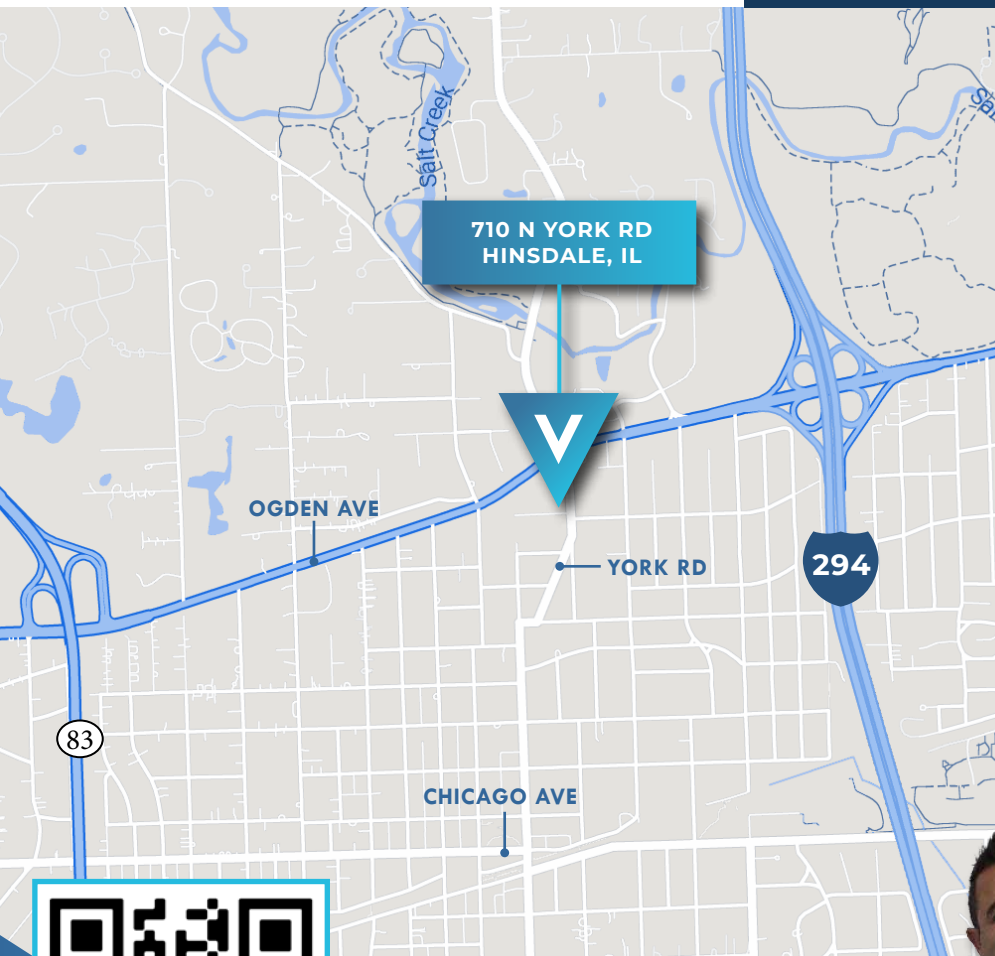 Salt Creek
710 N YORK RD
HINSDALE, IL
V
OGDEN AVE
YORK RD
294
83
CHICAGO AVE